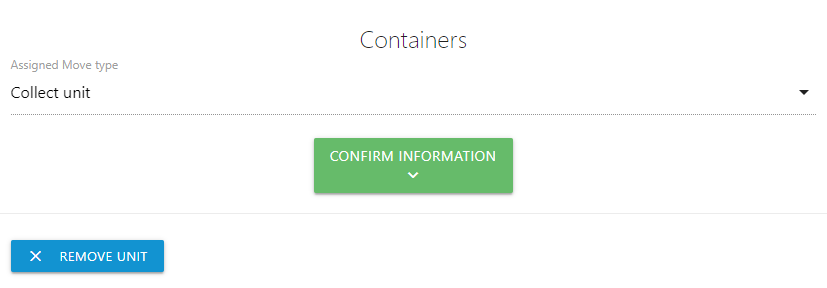 Containers
Assigned Move type
Collect unit
CONFIRM INFORMATION
REMOVE UNIT